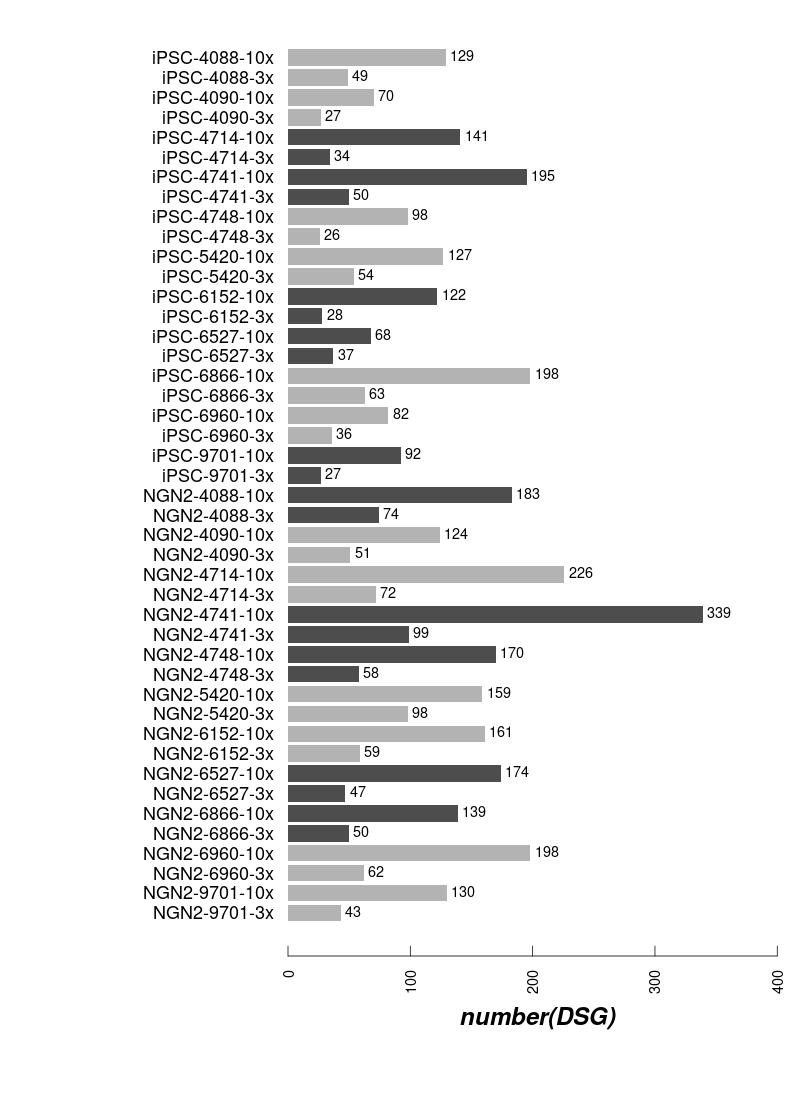 iPSC-4088-10x 129
iPSC-4088-3x 49
iPSC-4090-10x 70
iPSC-4090-3x 27
iPSC-4714-10x 141
iPSC-4714-3x 34
iPSC-4741-10x 195
iPSC-4741-3x 50
iPSC-4748-10x 98
iPSC-4748-3x 26
iPSC-5420-10x 127
iPSC-5420-3x 54
iPSC-6152-10x 122
iPSC-6152-3x 28
iPSC-6527-10x 68
iPSC-6527-3x 37
iPSC-6866-10x 198
iPSC-6866-3x 63
iPSC-6960-10x 82
iPSC-6960-3x 36
iPSC-9701-10x 92
iPSC-9701-3x 27
NGN2-4088-10x 183
NGN2-4088-3x 74
NGN2-4090-10x 124
NGN2-4090-3x 51
NGN2-4714-10x 226
NGN2-4714-3x 72
NGN2-4741-10x 339
NGN2-4741-3x 99
NGN2-4748-10x 170
NGN2-4748-3x 58
NGN2-5420-10x 159
NGN2-5420-3x 98
NGN2-6152-10x 161
NGN2-6152-3x 59
NGN2-6527-10x 174
NGN2-6527-3x 47
NGN2-6866-10x 139
NGN2-6866-3x 50
NGN2-6960-10x 198
NGN2-6960-3x 62
NGN2-9701-10x 130
NGN2-9701-3x 43
0 100 200 300 400
number(DSG)